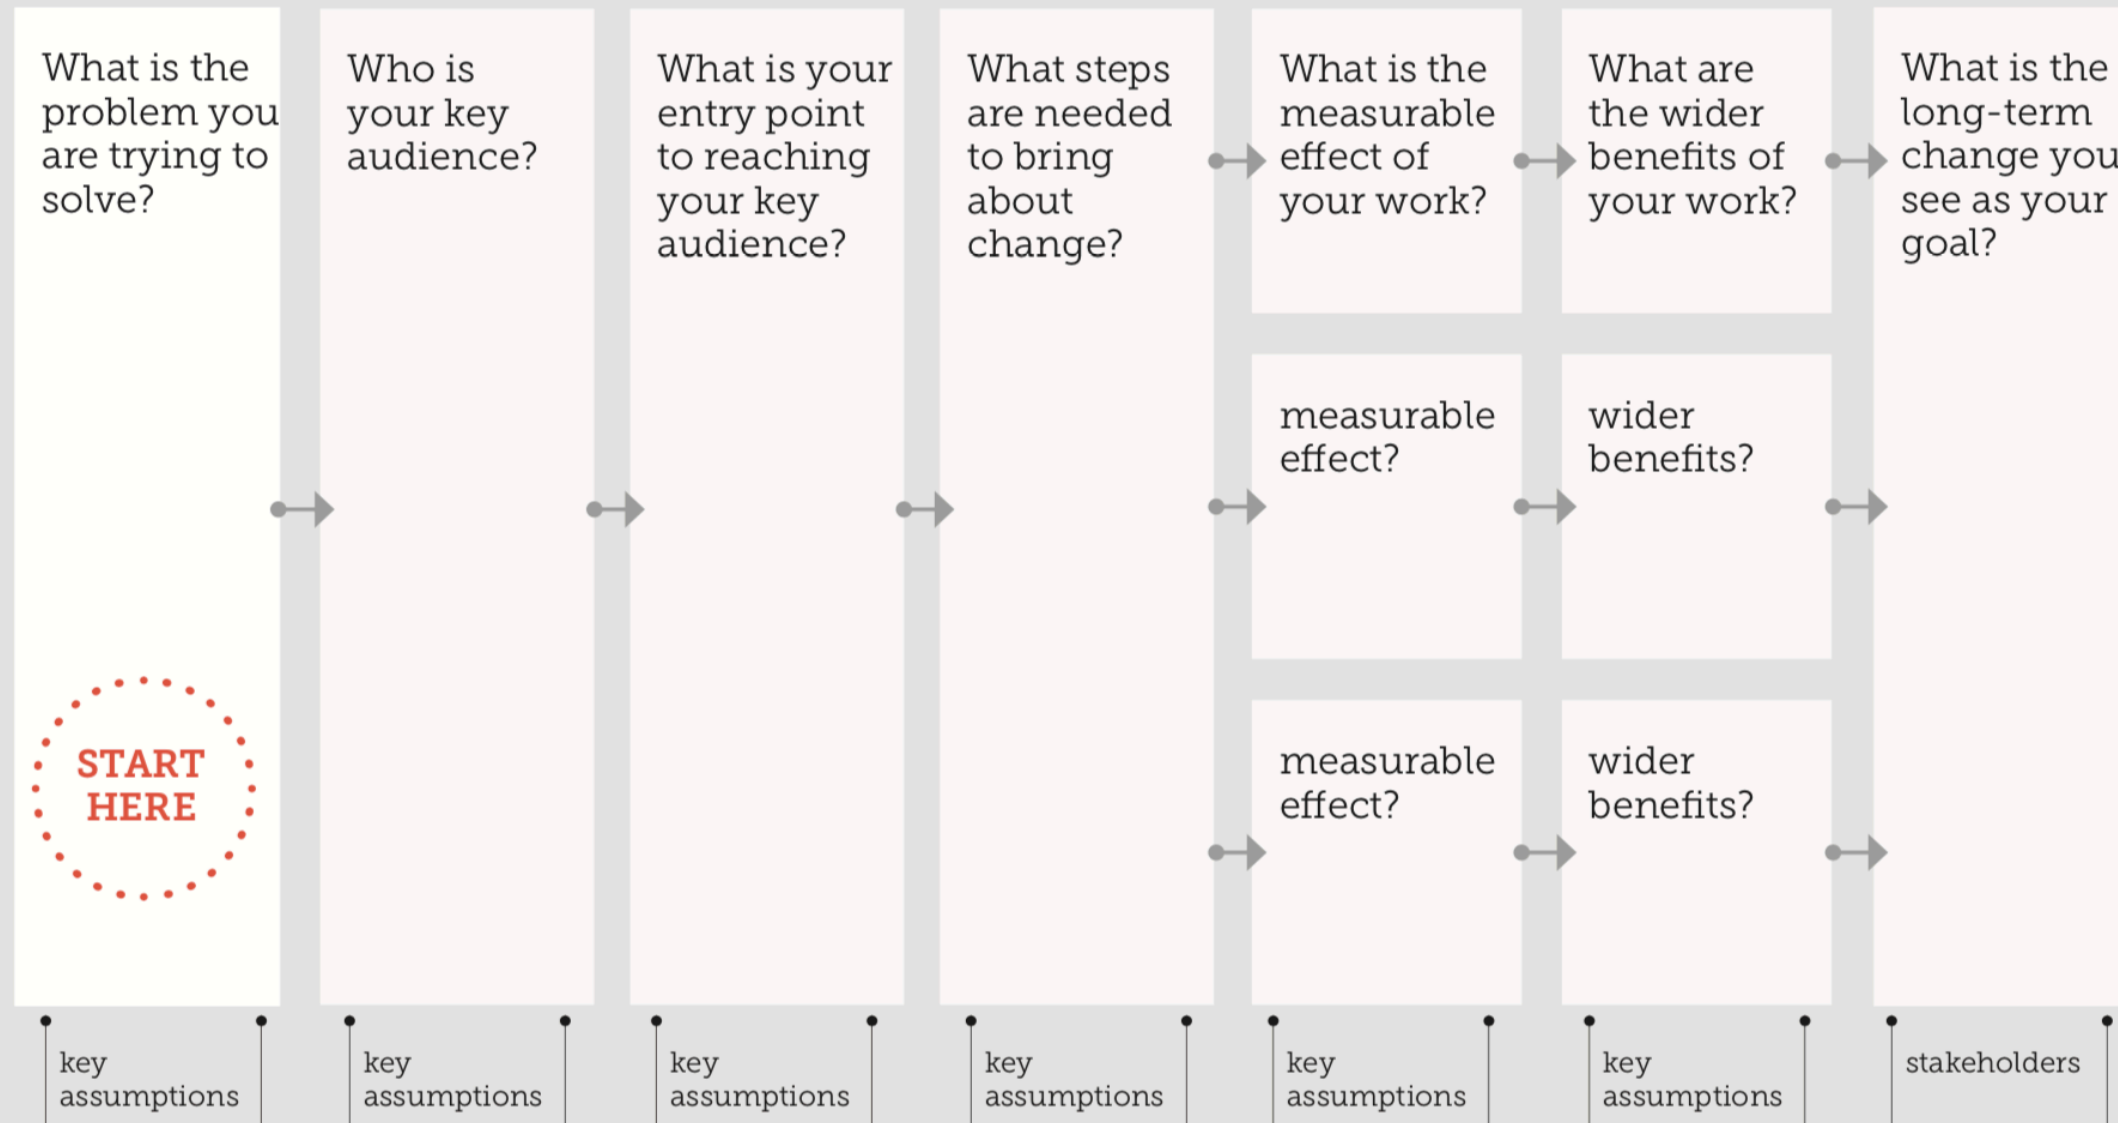 What is the
problem you
are trying to
solve?
START
HERE
Who is
your key
audience?
What is your
entry point
to reaching
your key
audience?
What steps
are needed
to bring
about
change?
What is the
measurable
effect of
your work?
measurable
effect?
measurable
effect?
What are
the wider
benefits of
your work?
wider
benefits?
wider
benefits?
What is the
long-term
change you
see as your
goal?
key
assumptions
key
assumptions
key
assumptions
key
assumptions
key
assumptions
key
assumptions
stakeholders